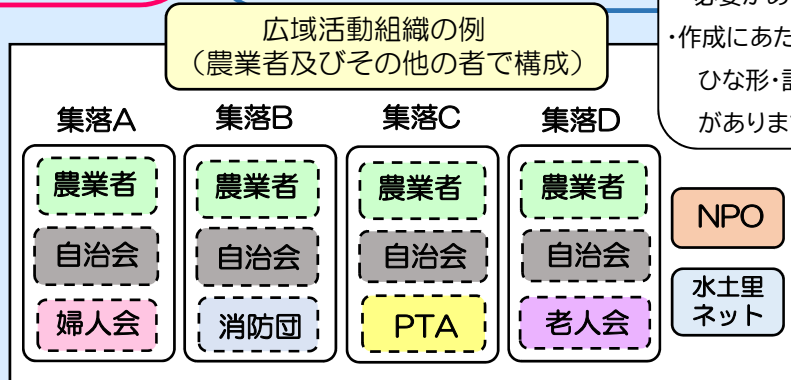 広域活動組織の例
（農業者及びその他の者で構成）
・作成にあた
ひな形・
がありま
集落A
農業者
自治会
婦人会
集落B
農業者
自治会
消防団
集落C
農業者
自治会
PTA
集落D
農業者
自治会
老人会
NPO
水土里
ネット